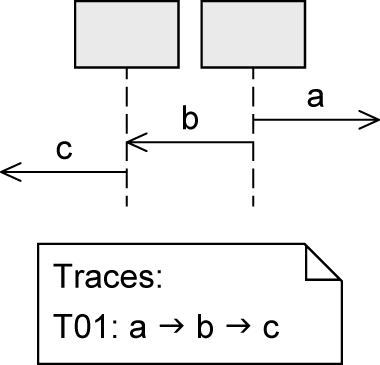 a
b
c
Traces:
T01: a → b → c